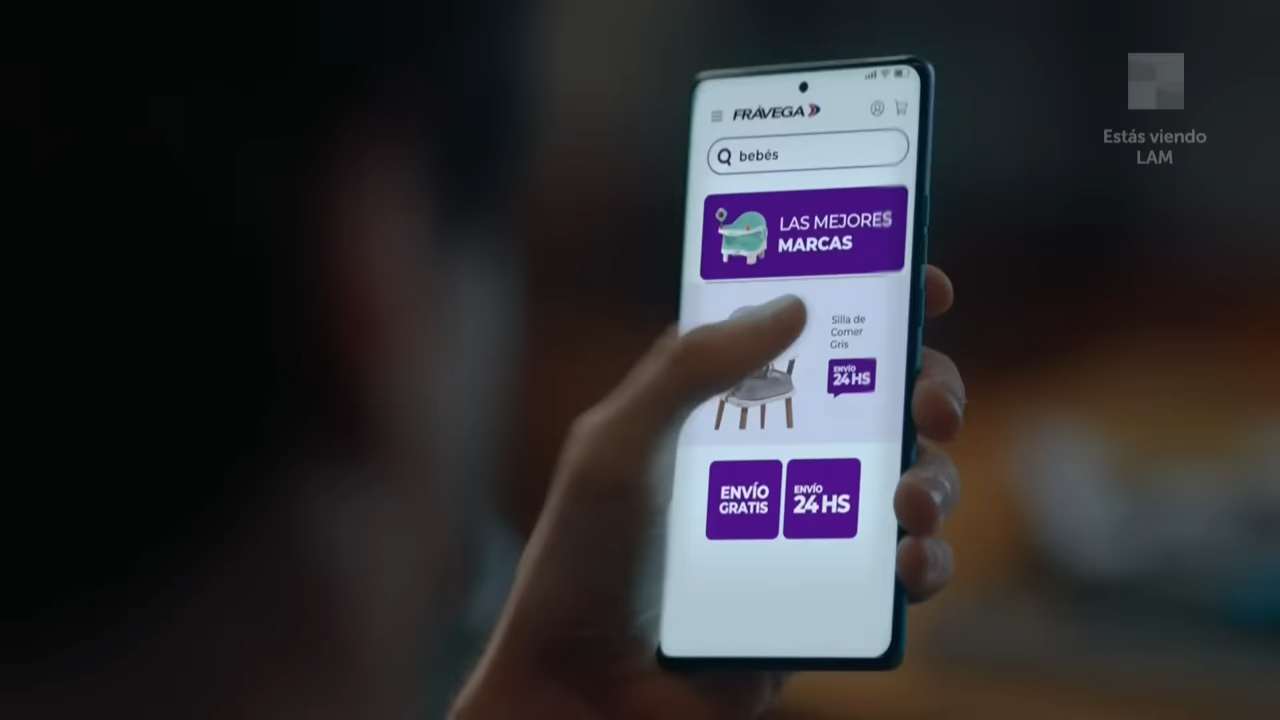 FRÁVEGA
bebés
LAS MEJORES
MARCAS
Silla de
Comer
Gris
ENVÍO
24 HS
ENVÍO
GRATIS
ENVÍO
24 HS
Estás viendo
LAM